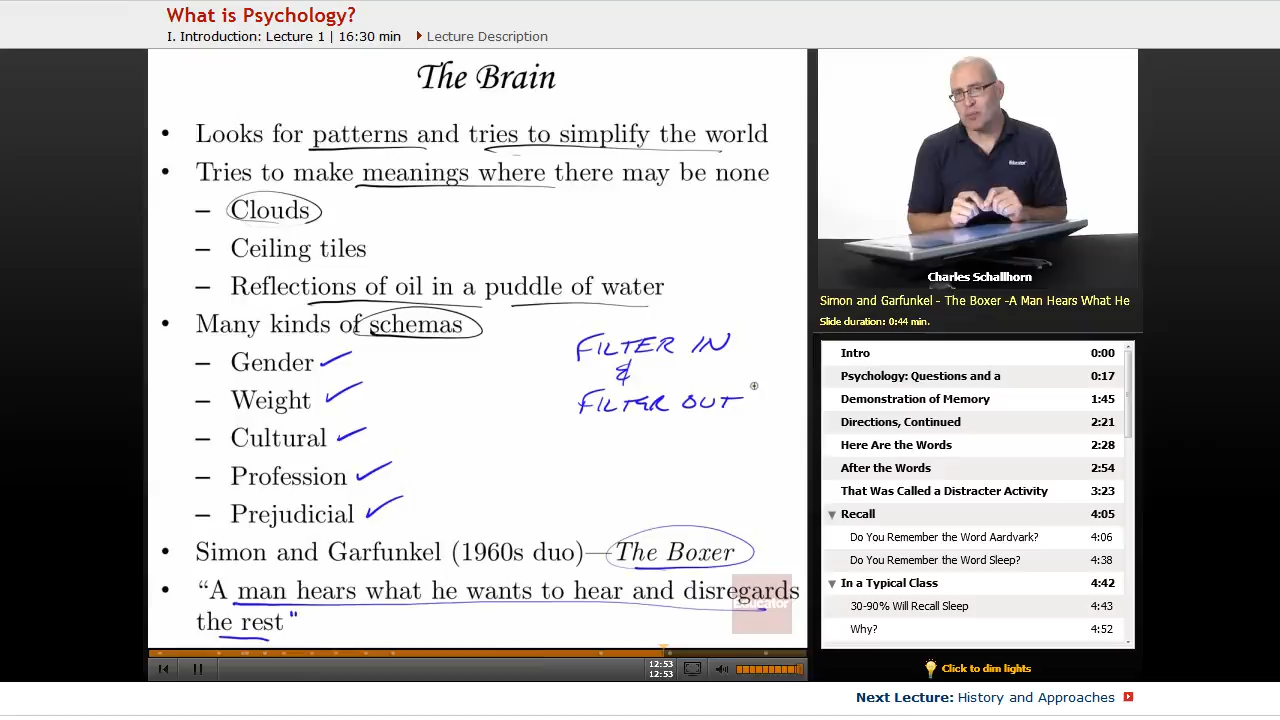 What is Psychology?
I. Introduction: Lecture 1 | 16:30 min Lecture Description
The Brain
• Looks for patterns and tries to simplify the world
• Tries to make meanings where there may be none
– Clouds
– Ceiling tiles
– Reflections of oil in a puddle of water
• Many kinds of schemas
– Gender
– Weight
– Cultural
– Profession
– Prejudicial
FILTER IN
&
FILTER OUT
• Simon and Garfunkel (1960s duo)—The Boxer
• “A man hears what he wants to hear and disregards
the rest"
Educator
12:53
12:53
Educator
Charles Schallhorn
Simon and Garfunkel - The Boxer -A Man Hears What He
Slide duration: 0:44 min.
Intro 0:00
Psychology: Questions and a 0:17
Demonstration of Memory 1:45
Directions, Continued 2:21
Here Are the Words 2:28
After the Words 2:54
That Was Called a Distracter Activity 3:23
Recall 4:05
Do You Remember the Word Aardvark? 4:06
Do You Remember the Word Sleep? 4:38
In a Typical Class 4:42
30-90% Will Recall Sleep 4:43
Why? 4:52
Click to dim lights
Next Lecture: History and Approaches